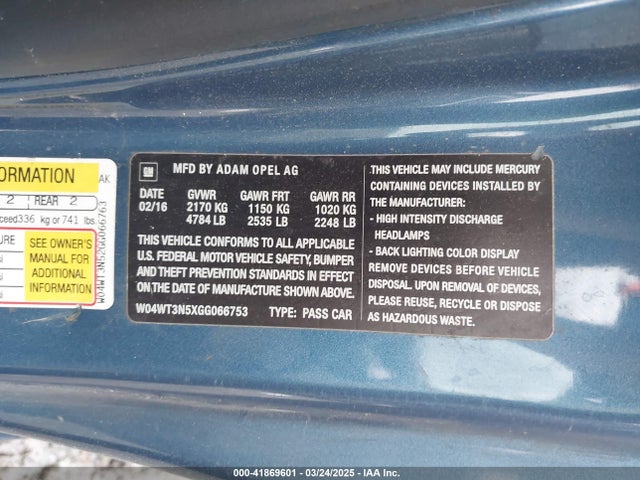 FORMATION
AK
2 REAR 2
ceed 336 kg or 741 lbs.
URE
SEE OWNER'S
MANUAL FOR
ADDITIONAL
INFORMATION
W04WT3N52GG066763
GM
MFD BY ADAM OPEL AG
DATE GVWR GAWR FRT GAWR RR
02/16 2170 KG 1150 KG 1020 KG
4784 LB 2535 LB 2248 LB
THIS VEHICLE CONFORMS TO ALL APPLICABLE
U.S. FEDERAL MOTOR VEHICLE SAFETY, BUMPER
AND THEFT PREVENTION STANDARDS IN EFFECT
ON THE DATE OF MANUFACTURE SHOWN ABOVE.
W04WT3N5XGG066753 TYPE: PASS CAR
THIS VEHICLE MAY INCLUDE MERCURY
CONTAINING DEVICES INSTALLED BY
THE MANUFACTURER:
- HIGH INTENSITY DISCHARGE
HEADLAMPS
- BACK LIGHTING COLOR DISPLAY
REMOVE DEVICES BEFORE VEHICLE
DISPOSAL. UPON REMOVAL OF DEVICES,
PLEASE REUSE, RECYCLE OR DISPOSE
AS HAZARDOUS WASTE.
000-41869601 - 03/24/2025 - IAA Inc.